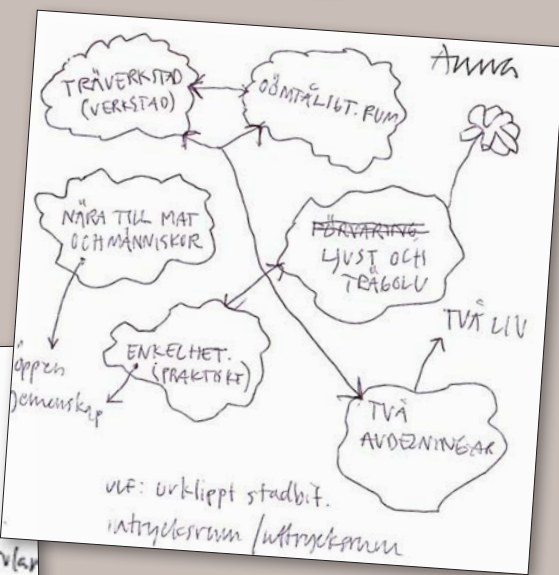 Anna
TRÄVERKSTAD
(VERKSTAD)
OÖMTÅLIGT RUM
NÄRA TILL MAT
OCH MÄNNISKOR
FÖRVARING
LJUST OCH
TRÄGOLV
TVÅ LIV
ENKELHET.
(PRAKTISKT)
öppen
gemenskap
TVÅ
AVDELNINGAR
urklippt stadbit.
intrycksrum / uttrycksrum